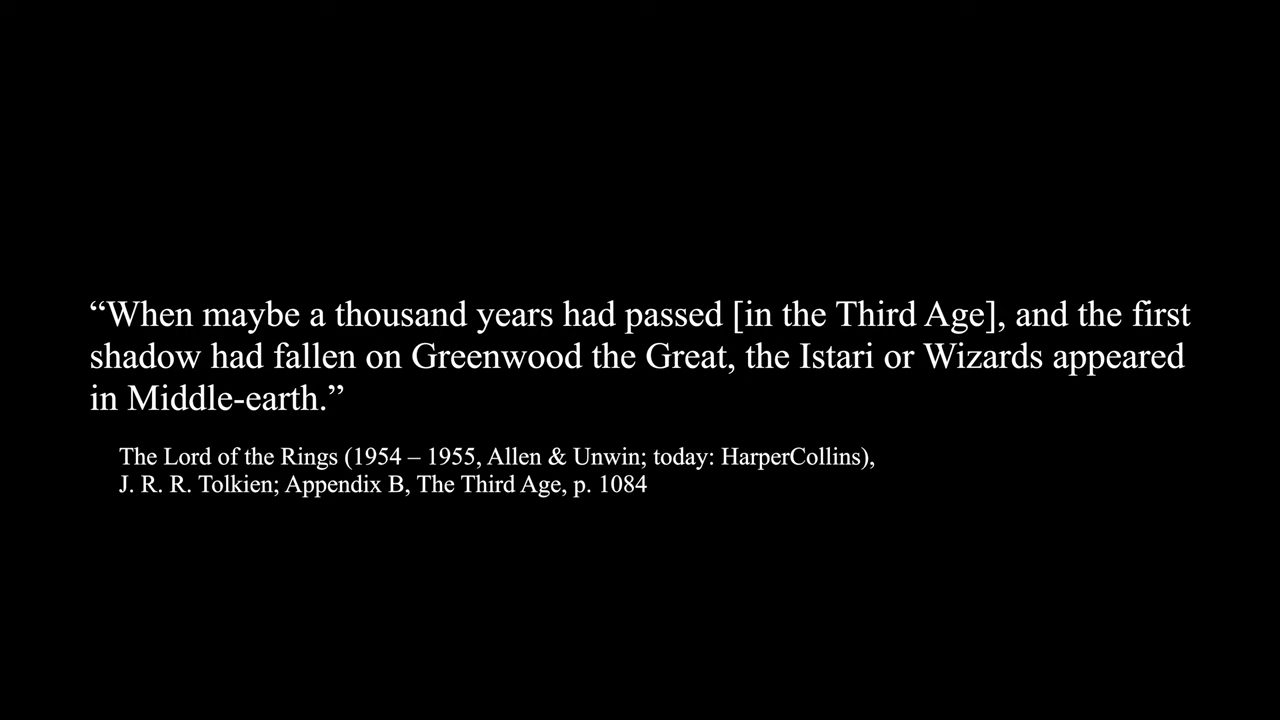 “When maybe a thousand years had passed [in the Third Age], and the first
shadow had fallen on Greenwood the Great, the Istari or Wizards appeared
in Middle-earth.”
The Lord of the Rings (1954 – 1955, Allen & Unwin; today: HarperCollins),
J. R. R. Tolkien; Appendix B, The Third Age, p. 1084